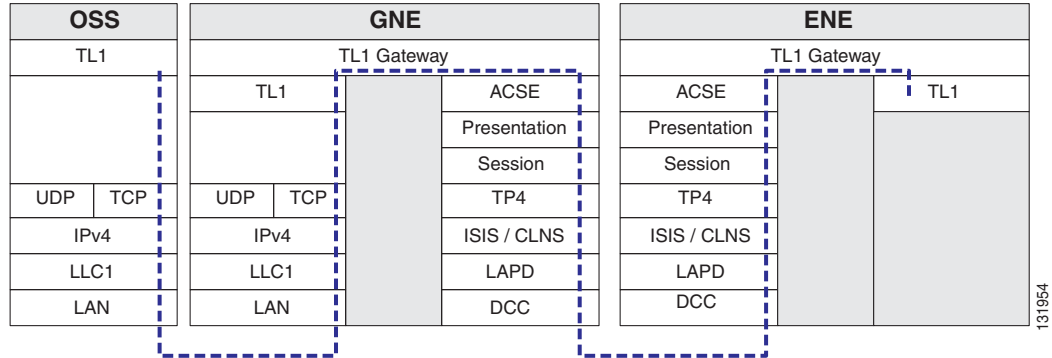 OSS GNE ENE
TL1 TL1 Gateway TL1 Gateway
TL1 ACSE ACSE TL1
Presentation Presentation
Session Session
UDP TCP UDP TCP TP4 TP4
IPv4 IPv4 ISIS / CLNS ISIS / CLNS
LLC1 LLC1 LAPD LAPD
LAN LAN DCC DCC
131954